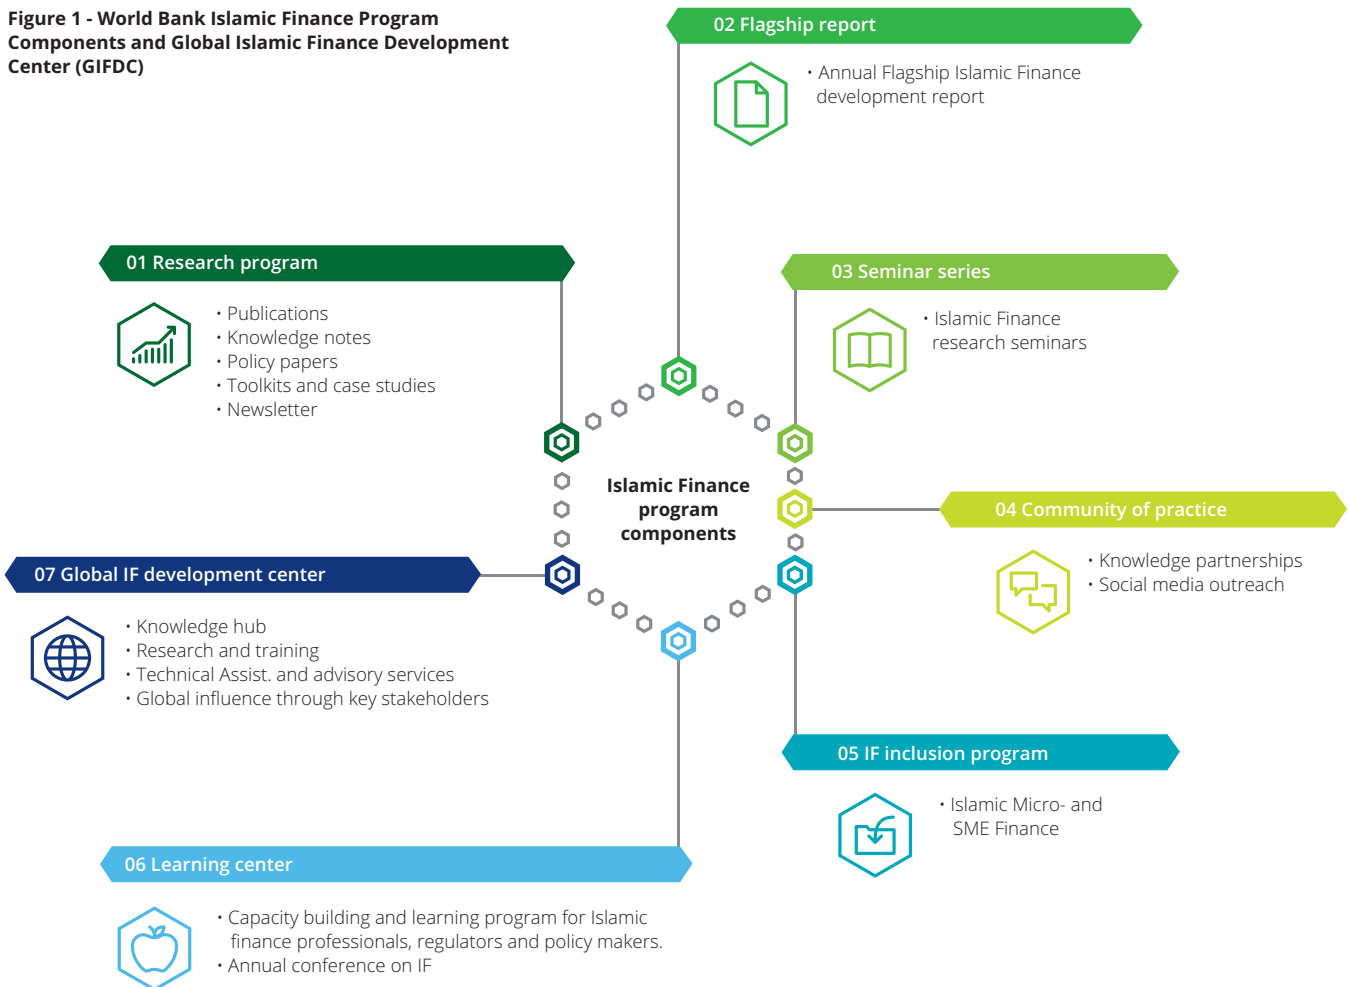 Figure 1 - World Bank Islamic Finance Program
Components and Global Islamic Finance Development
Center (GIFDC)
02 Flagship report
• Annual Flagship Islamic Finance
development report
01 Research program
• Publications
• Knowledge notes
• Policy papers
• Toolkits and case studies
• Newsletter
03 Seminar series
• Islamic Finance
research seminars
Islamic Finance
program
components
04 Community of practice
• Knowledge partnerships
• Social media outreach
07 Global IF development center
• Knowledge hub
• Research and training
• Technical Assist. and advisory services
• Global influence through key stakeholders
05 IF inclusion program
• Islamic Micro- and
SME Finance
06 Learning center
• Capacity building and learning program for Islamic
finance professionals, regulators and policy makers.
• Annual conference on IF